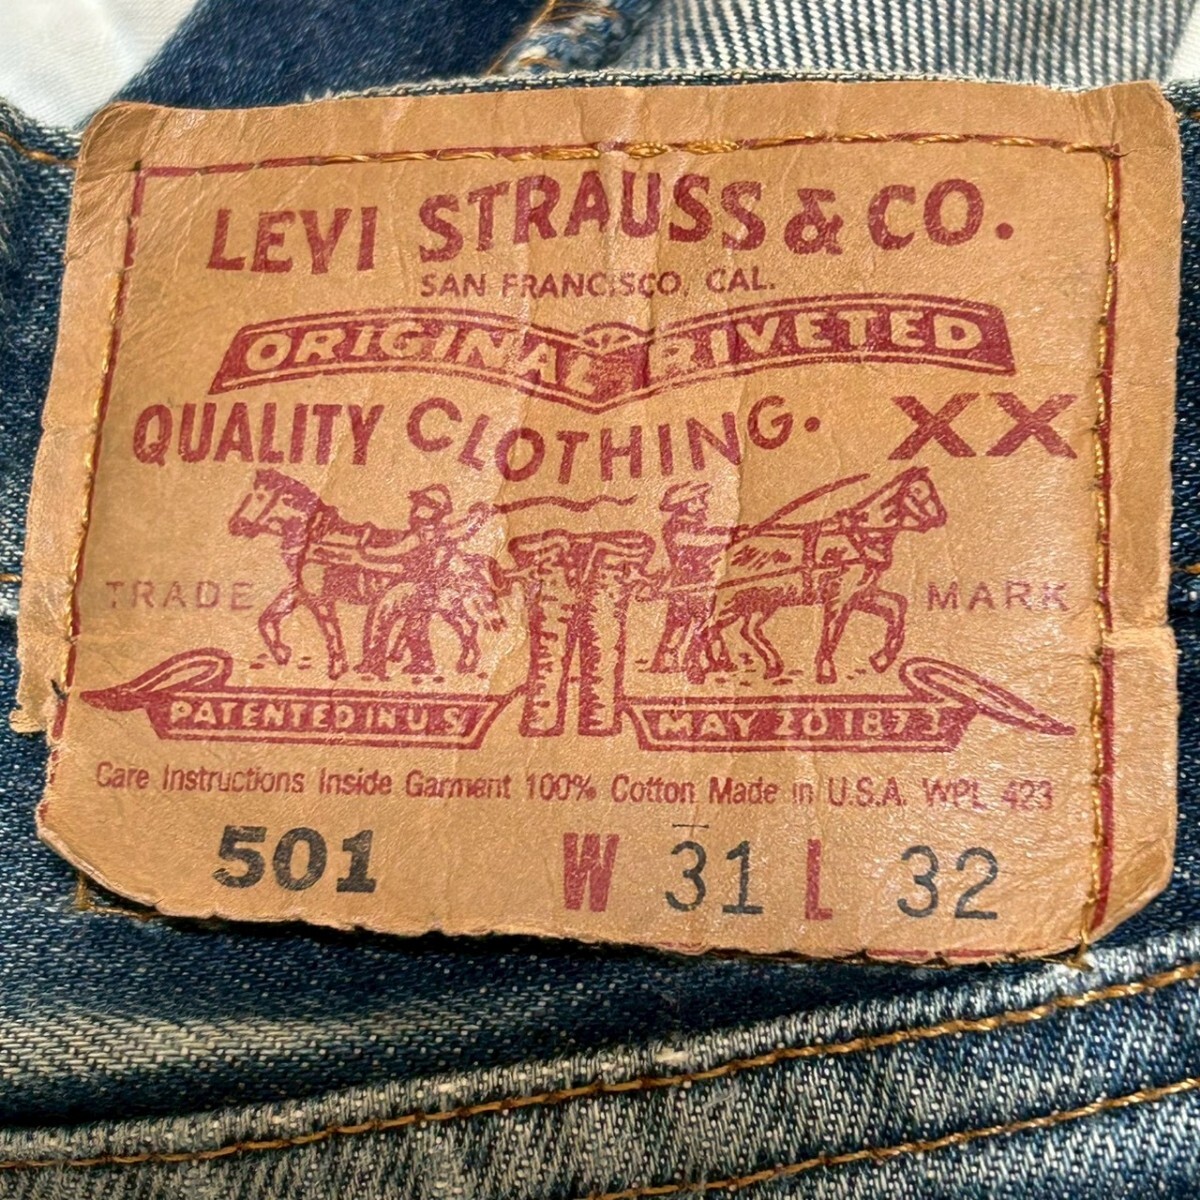 LEVI STRAUSS & CO.
SAN FRANCISCO, CAL.
ORIGINAL RIVETED
QUALITY CLOTHING. XX
TRADE MARK
PATENTED IN U.S. MAY 20 1873
Care Instructions Inside Garment 100% Cotton Made in U.S.A. WPL 423
501 W 31 L 32